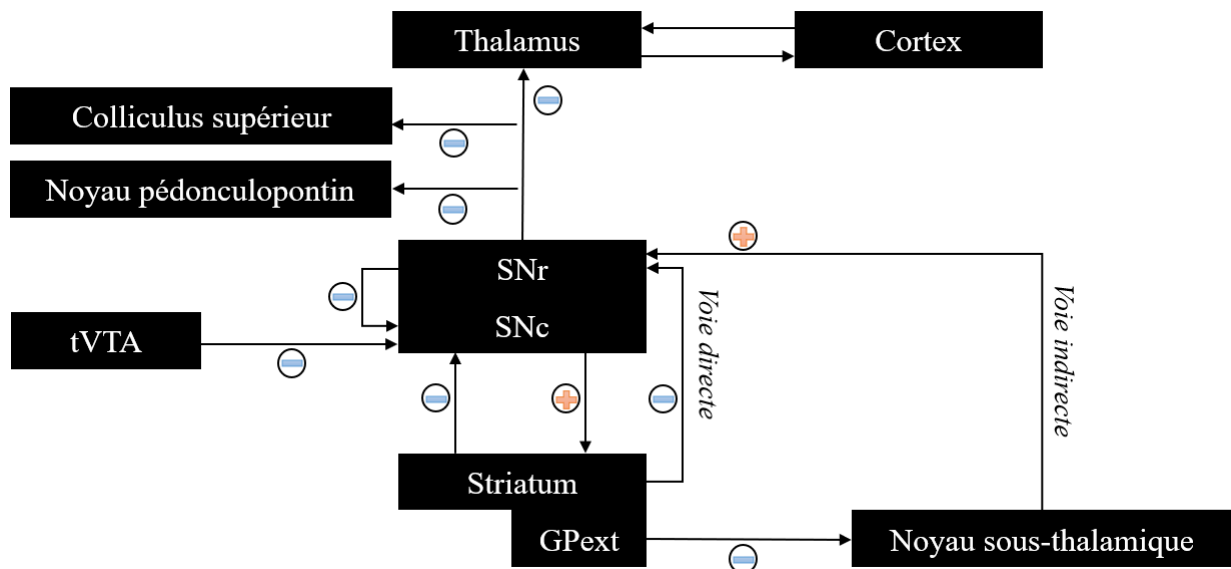 Thalamus
Cortex
Colliculus supérieur
Noyau pédonculopontin
SNr
SNc
tVTA
Voie directe
Voie indirecte
Striatum
GPext
Noyau sous-thalamique